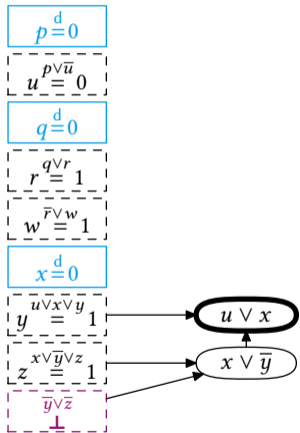 p d= 0
u p∨u̅= 0
q d= 0
r q∨r= 1
w r̅∨w= 1
x d= 0
y u∨x∨y= 1 u ∨ x
z x∨y̅∨z= 1 x ∨ y̅
y̅∨z̅
⊥